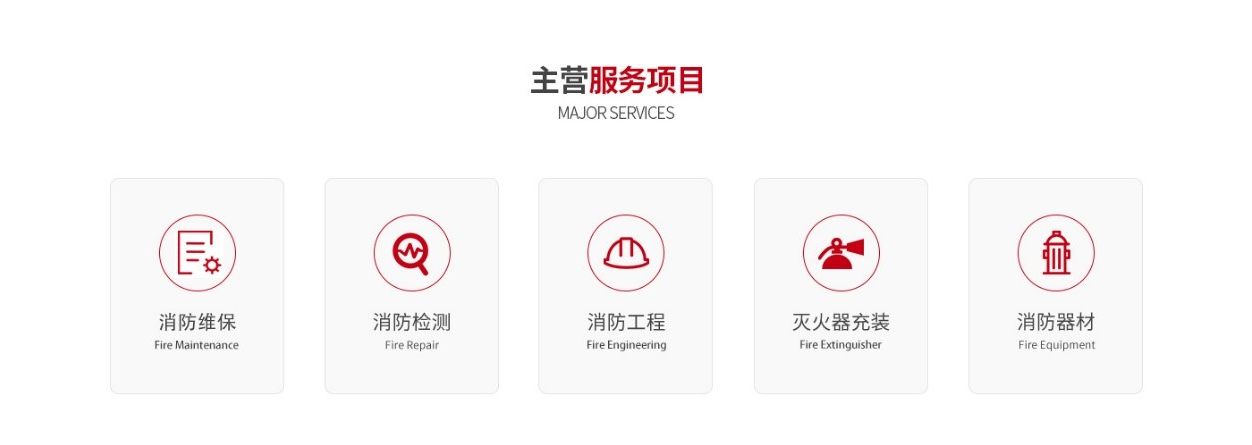 主营服务项目
MAJOR SERVICES
消防维保
Fire Maintenance
消防检测
Fire Repair
消防工程
Fire Engineering
灭火器充装
Fire Extinguisher
消防器材
Fire Equipment